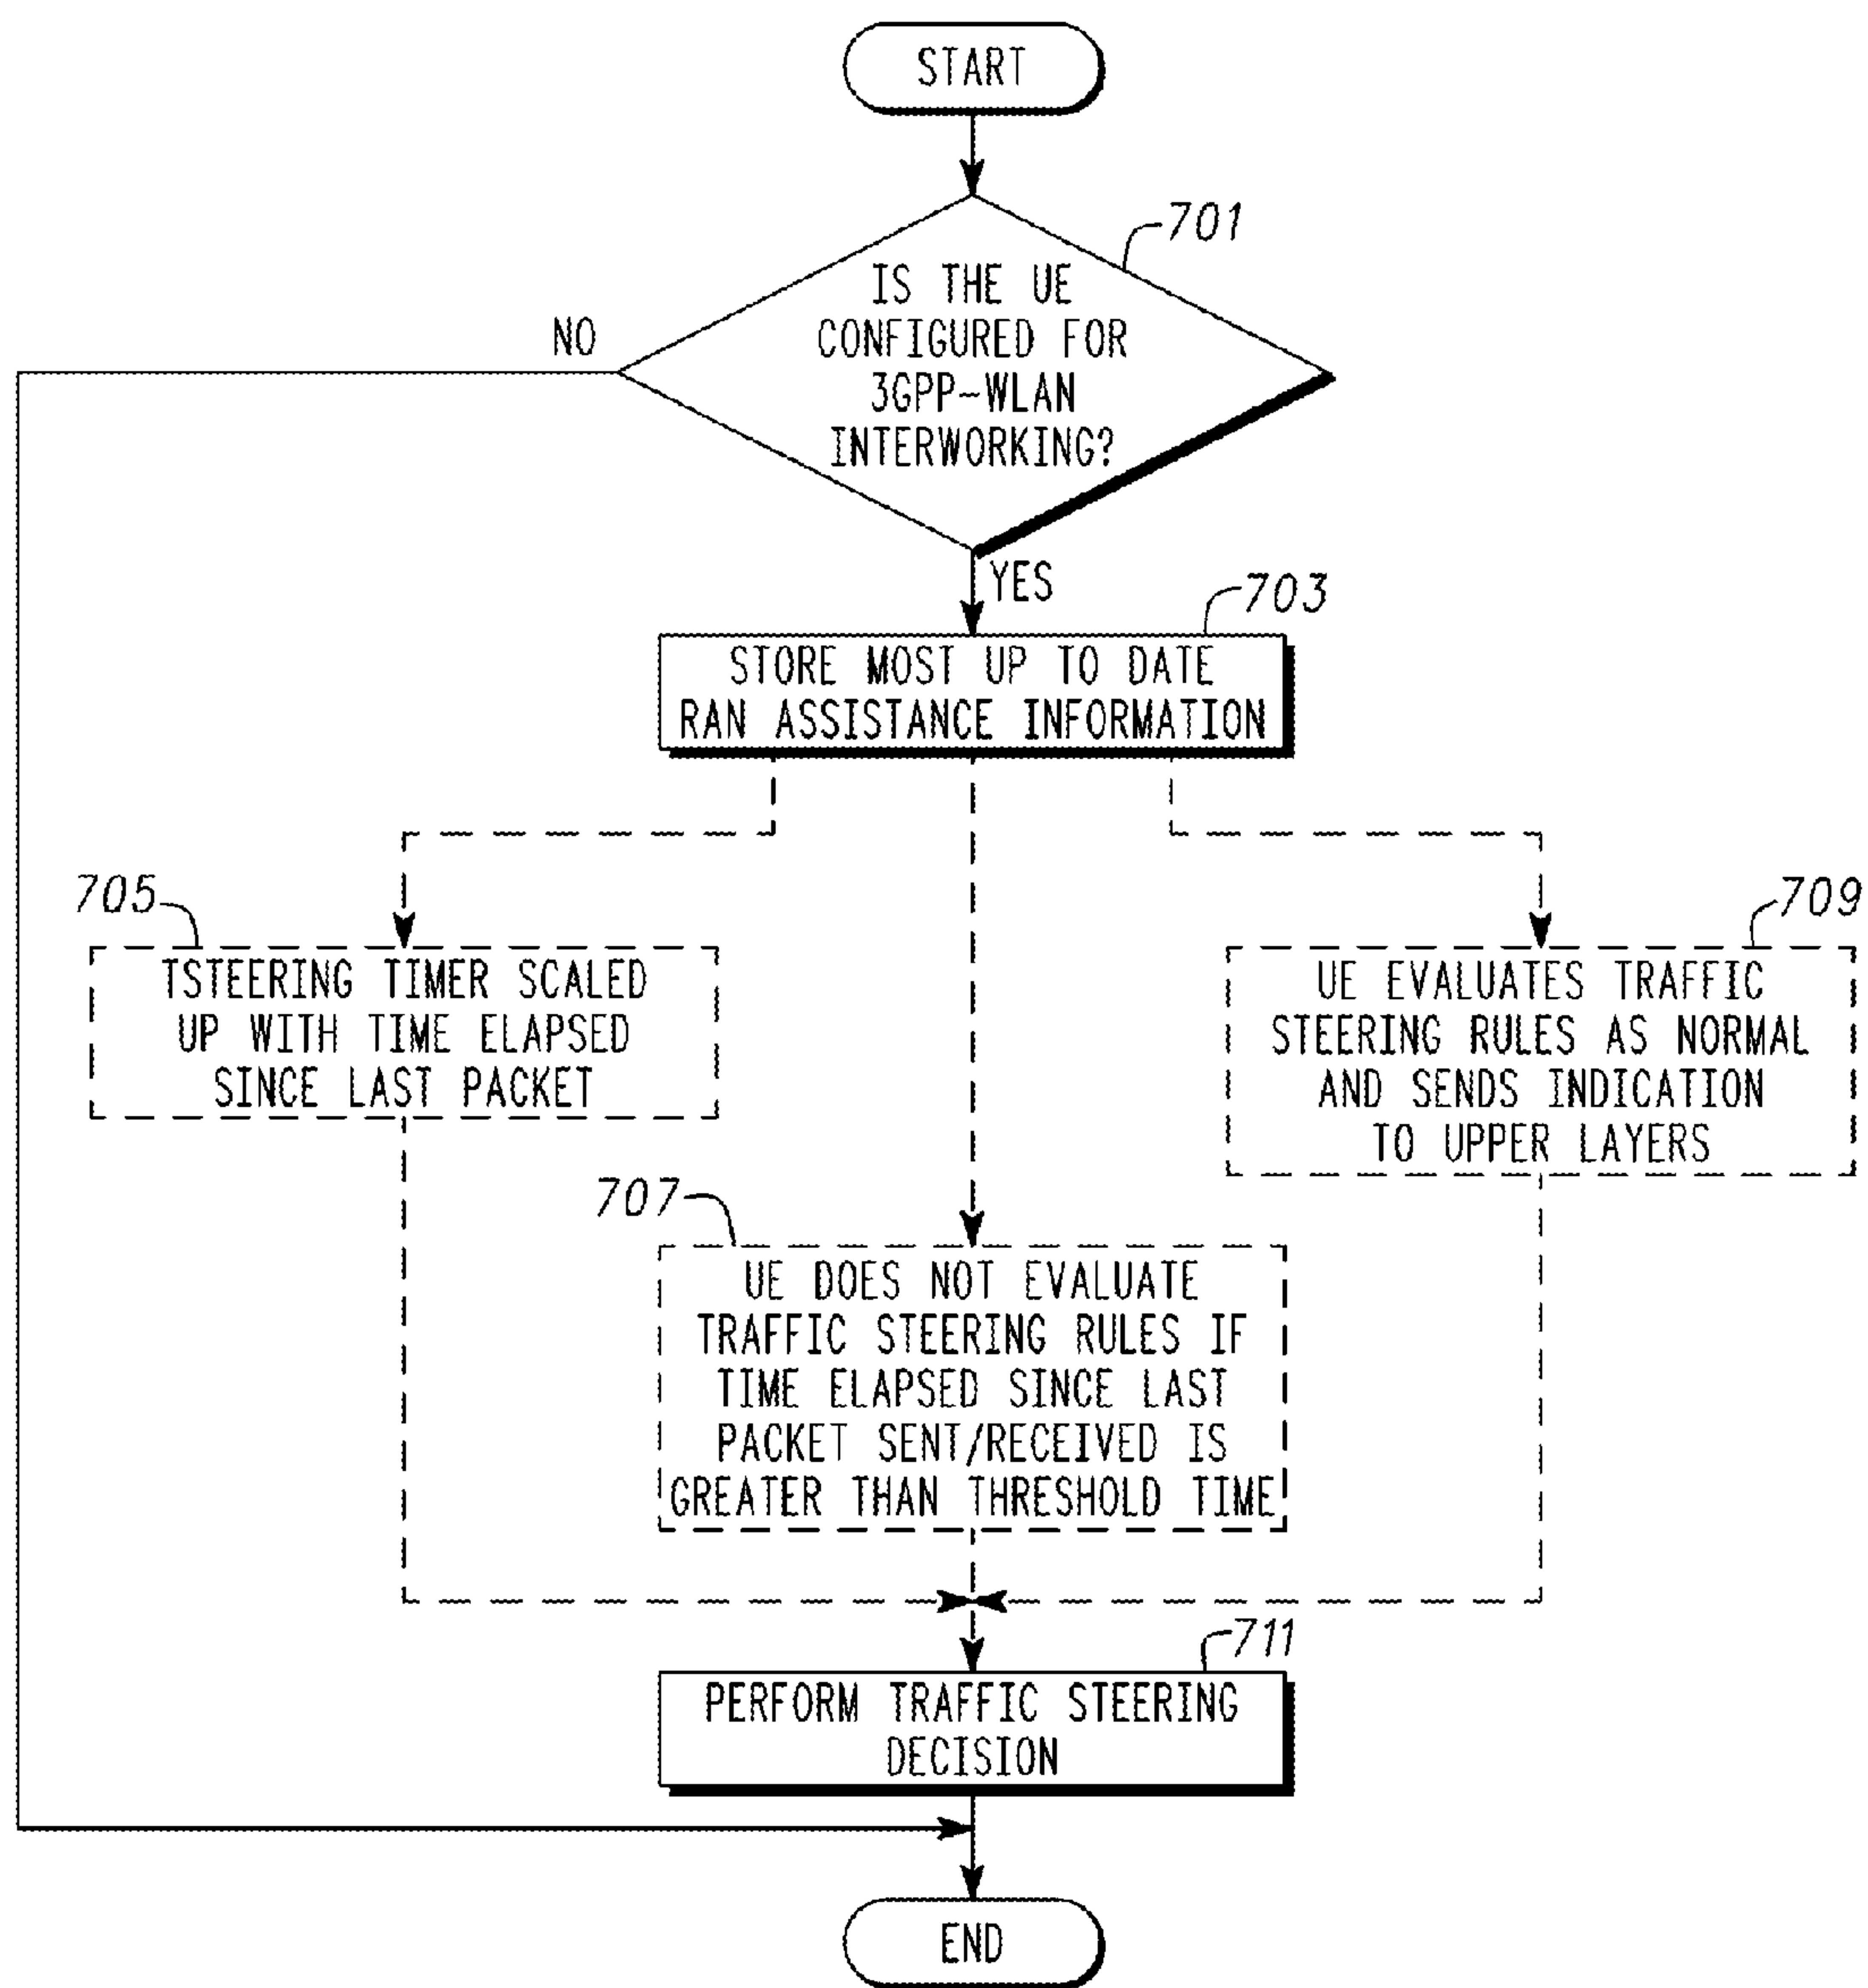 START
701
IS THE UE
CONFIGURED FOR
3GPP~WLAN
INTERWORKING?
NO
YES
703
STORE MOST UP TO DATE
RAN ASSISTANCE INFORMATION
705
TSTEERING TIMER SCALED
UP WITH TIME ELAPSED
SINCE LAST PACKET
709
UE EVALUATES TRAFFIC
STEERING RULES AS NORMAL
AND SENDS INDICATION
TO UPPER LAYERS
707
UE DOES NOT EVALUATE
TRAFFIC STEERING RULES IF
TIME ELAPSED SINCE LAST
PACKET SENT/RECEIVED IS
GREATER THAN THRESHOLD TIME
711
PERFORM TRAFFIC STEERING
DECISION
END